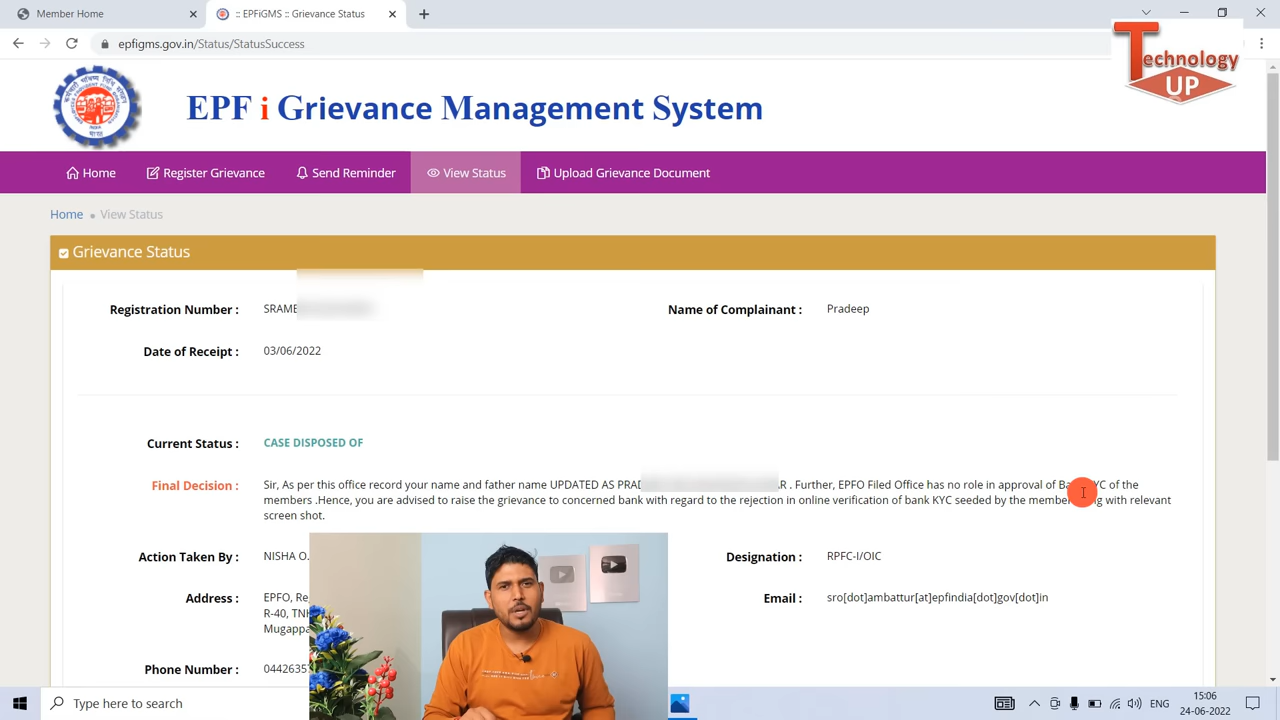 Member Home
:: EPFiGMS :: Grievance Status
epfigms.gov.in/Status/StatusSuccess
Technology
UP
EPF i Grievance Management System
Home
Register Grievance
Send Reminder
View Status
Upload Grievance Document
Home
View Status
Grievance Status
Registration Number :
Name of Complainant : Pradeep
Date of Receipt : 03/06/2022
Current Status : CASE DISPOSED OF
Final Decision : Sir, As per this office record your name and father name UPDATED AS . Further, EPFO Filed Office has no role in approval of of the
members .Hence, you are advised to raise the grievance to concerned bank with regard to the rejection in online verification of bank KYC seeded by the with relevant
screen shot.
Action Taken By : NISHA
Designation : RPFC-I/OIC
Address : EPFO,
R-40,
Email : sro[dot]ambattur[at]epfindia[dot]gov[dot]in
Phone Number :
Type here to search
ENG
15:06
24-06-2022